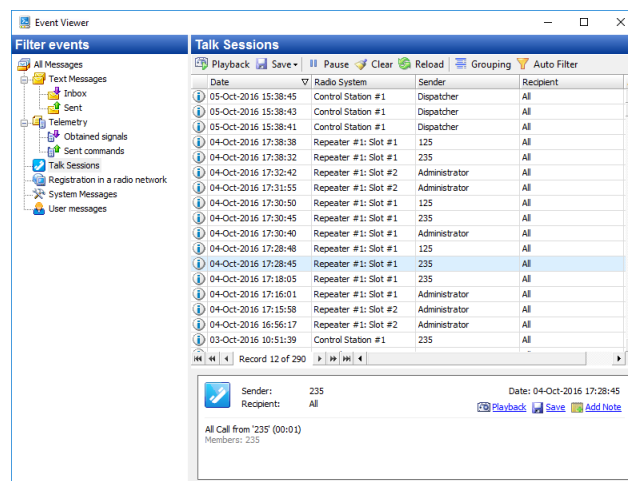 Event Viewer
Filter events
All Messages
Text Messages
Inbox
Sent
Telemetry
Obtained signals
Sent commands
Talk Sessions
Registration in a radio network
System Messages
User messages
Talk Sessions
Playback Save Pause Clear Reload Grouping Auto Filter
Date Radio System Sender Recipient
05-Oct-2016 15:38:45 Control Station #1 Dispatcher All
05-Oct-2016 15:38:43 Control Station #1 Dispatcher All
05-Oct-2016 15:38:41 Control Station #1 Dispatcher All
04-Oct-2016 17:38:38 Repeater #1: Slot #1 125 All
04-Oct-2016 17:38:32 Repeater #1: Slot #1 235 All
04-Oct-2016 17:32:42 Repeater #1: Slot #2 Administrator All
04-Oct-2016 17:31:55 Repeater #1: Slot #2 Administrator All
04-Oct-2016 17:30:50 Repeater #1: Slot #1 125 All
04-Oct-2016 17:30:45 Repeater #1: Slot #1 235 All
04-Oct-2016 17:30:40 Repeater #1: Slot #1 Administrator All
04-Oct-2016 17:28:48 Repeater #1: Slot #1 125 All
04-Oct-2016 17:28:45 Repeater #1: Slot #1 235 All
04-Oct-2016 17:18:05 Repeater #1: Slot #1 235 All
04-Oct-2016 17:16:01 Repeater #1: Slot #1 Administrator All
04-Oct-2016 17:15:58 Repeater #1: Slot #2 Administrator All
04-Oct-2016 16:56:17 Repeater #1: Slot #2 Administrator All
03-Oct-2016 10:51:39 Control Station #1 235 All
Record 12 of 290
Sender: 235 Date: 04-Oct-2016 17:28:45
Recipient: All Playback Save Add Note
All Call from '235' (00:01)
Members: 235